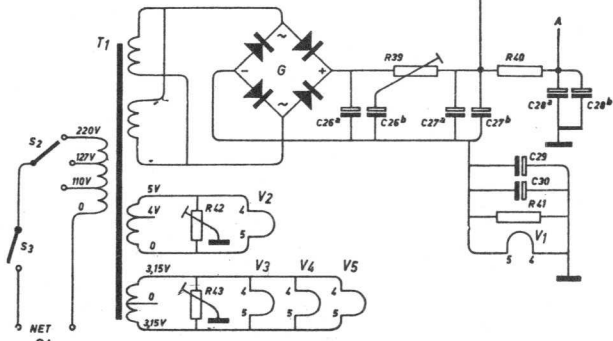 A
T1
~
R39
R40
-
G
+
~
C26a
C26b
C27a
C27b
C28a
C28b
220V
S2
127V
110V
0
S3
NET
5V
4V
0
R42
V2
4
5
C29
C30
R41
V1
5
4
3,15V
0
3,15V
R43
V3
V4
V5
4
5
4
5
4
5